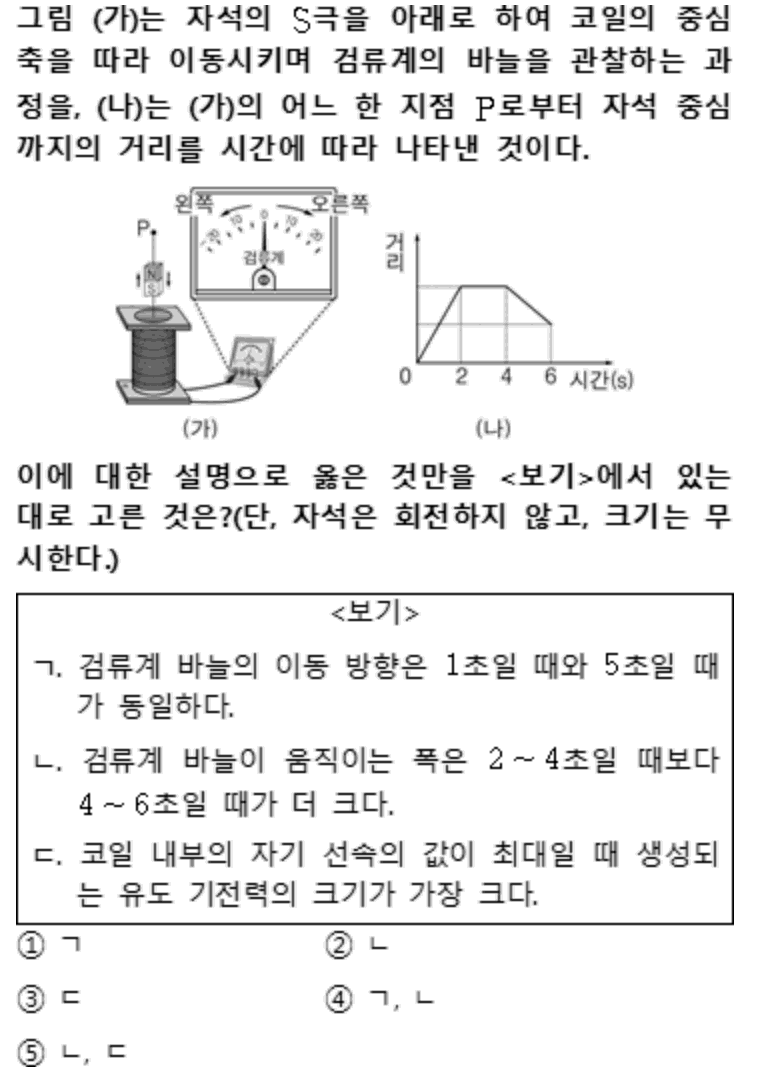 그림 (가)는 자석의 S극을 아래로 하여 코일의 중심
축을 따라 이동시키며 검류계의 바늘을 관찰하는 과
정을, (나)는 (가)의 어느 한 지점 P로부터 자석 중심
까지의 거리를 시간에 따라 나타낸 것이다.
왼쪽 오른쪽
30 20 10 0 10 20 30
검류계
P
N
S
(가)
거리
0 2 4 6 시간(s)
(나)
이에 대한 설명으로 옳은 것만을 <보기>에서 있는
대로 고른 것은?(단, 자석은 회전하지 않고, 크기는 무
시한다.)
<보기>
ㄱ. 검류계 바늘의 이동 방향은 1초일 때와 5초일 때
가 동일하다.
ㄴ. 검류계 바늘이 움직이는 폭은 2 ~ 4초일 때보다
4 ~ 6초일 때가 더 크다.
ㄷ. 코일 내부의 자기 선속의 값이 최대일 때 생성되
는 유도 기전력의 크기가 가장 크다.
① ㄱ ② ㄴ
③ ㄷ ④ ㄱ, ㄴ
⑤ ㄴ, ㄷ